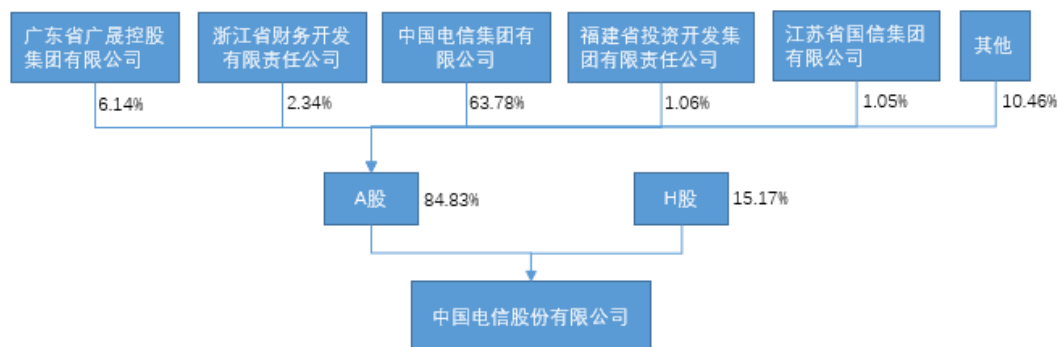 广东省广晟控股
集团有限公司
浙江省财务开发
有限责任公司
中国电信集团有
限公司
福建省投资开发集
团有限责任公司
江苏省国信集团
有限公司
其他
6.14%
2.34%
63.78%
1.06%
1.05%
10.46%
A股
84.83%
H股
15.17%
中国电信股份有限公司